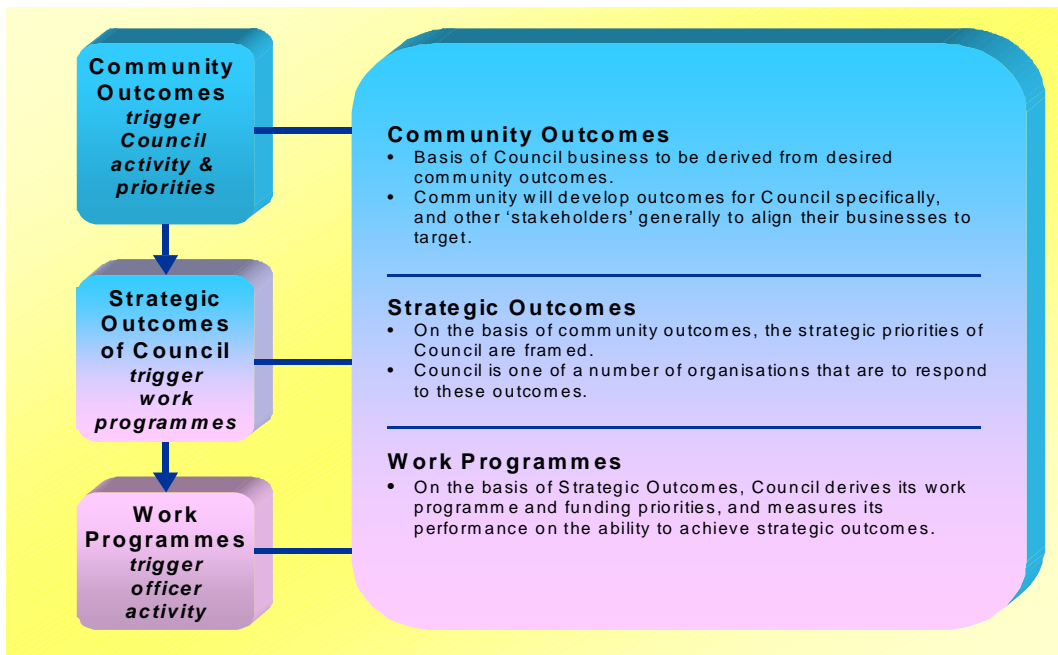 Community
Outcomes
trigger
Council
activity &
priorities
Strategic
Outcomes
of Council
trigger
work
programmes
Work
Programmes
trigger
officer
activity
Community Outcomes
• Basis of Council business to be derived from desired
community outcomes.
• Community will develop outcomes for Council specifically,
and other ‘stakeholders’ generally to align their businesses to
target.
Strategic Outcomes
• On the basis of community outcomes, the strategic priorities of
Council are framed.
• Council is one of a number of organisations that are to respond
to these outcomes.
Work Programmes
• On the basis of Strategic Outcomes, Council derives its work
programme and funding priorities, and measures its
performance on the ability to achieve strategic outcomes.